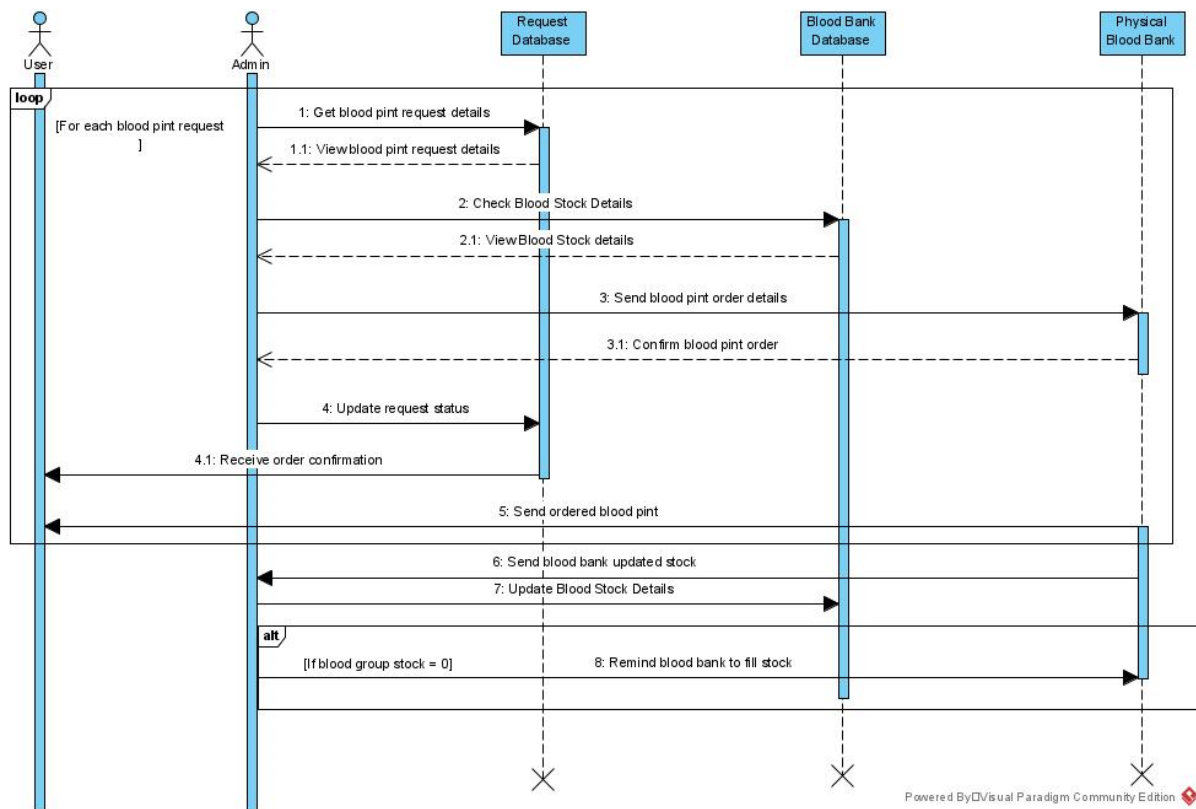 Request
Database
Blood Bank
Database
Physical
Blood Bank
User
Admin
loop
[For each blood pint request
]
1: Get blood pint request details
1.1: View blood pint request details
2: Check Blood Stock Details
2.1: View Blood Stock details
3: Send blood pint order details
3.1: Confirm blood pint order
4: Update request status
4.1: Receive order confirmation
5: Send ordered blood pint
6: Send blood bank updated stock
7: Update Blood Stock Details
alt
[If blood group stock = 0]
8: Remind blood bank to fill stock
Powered By□Visual Paradigm Community Edition